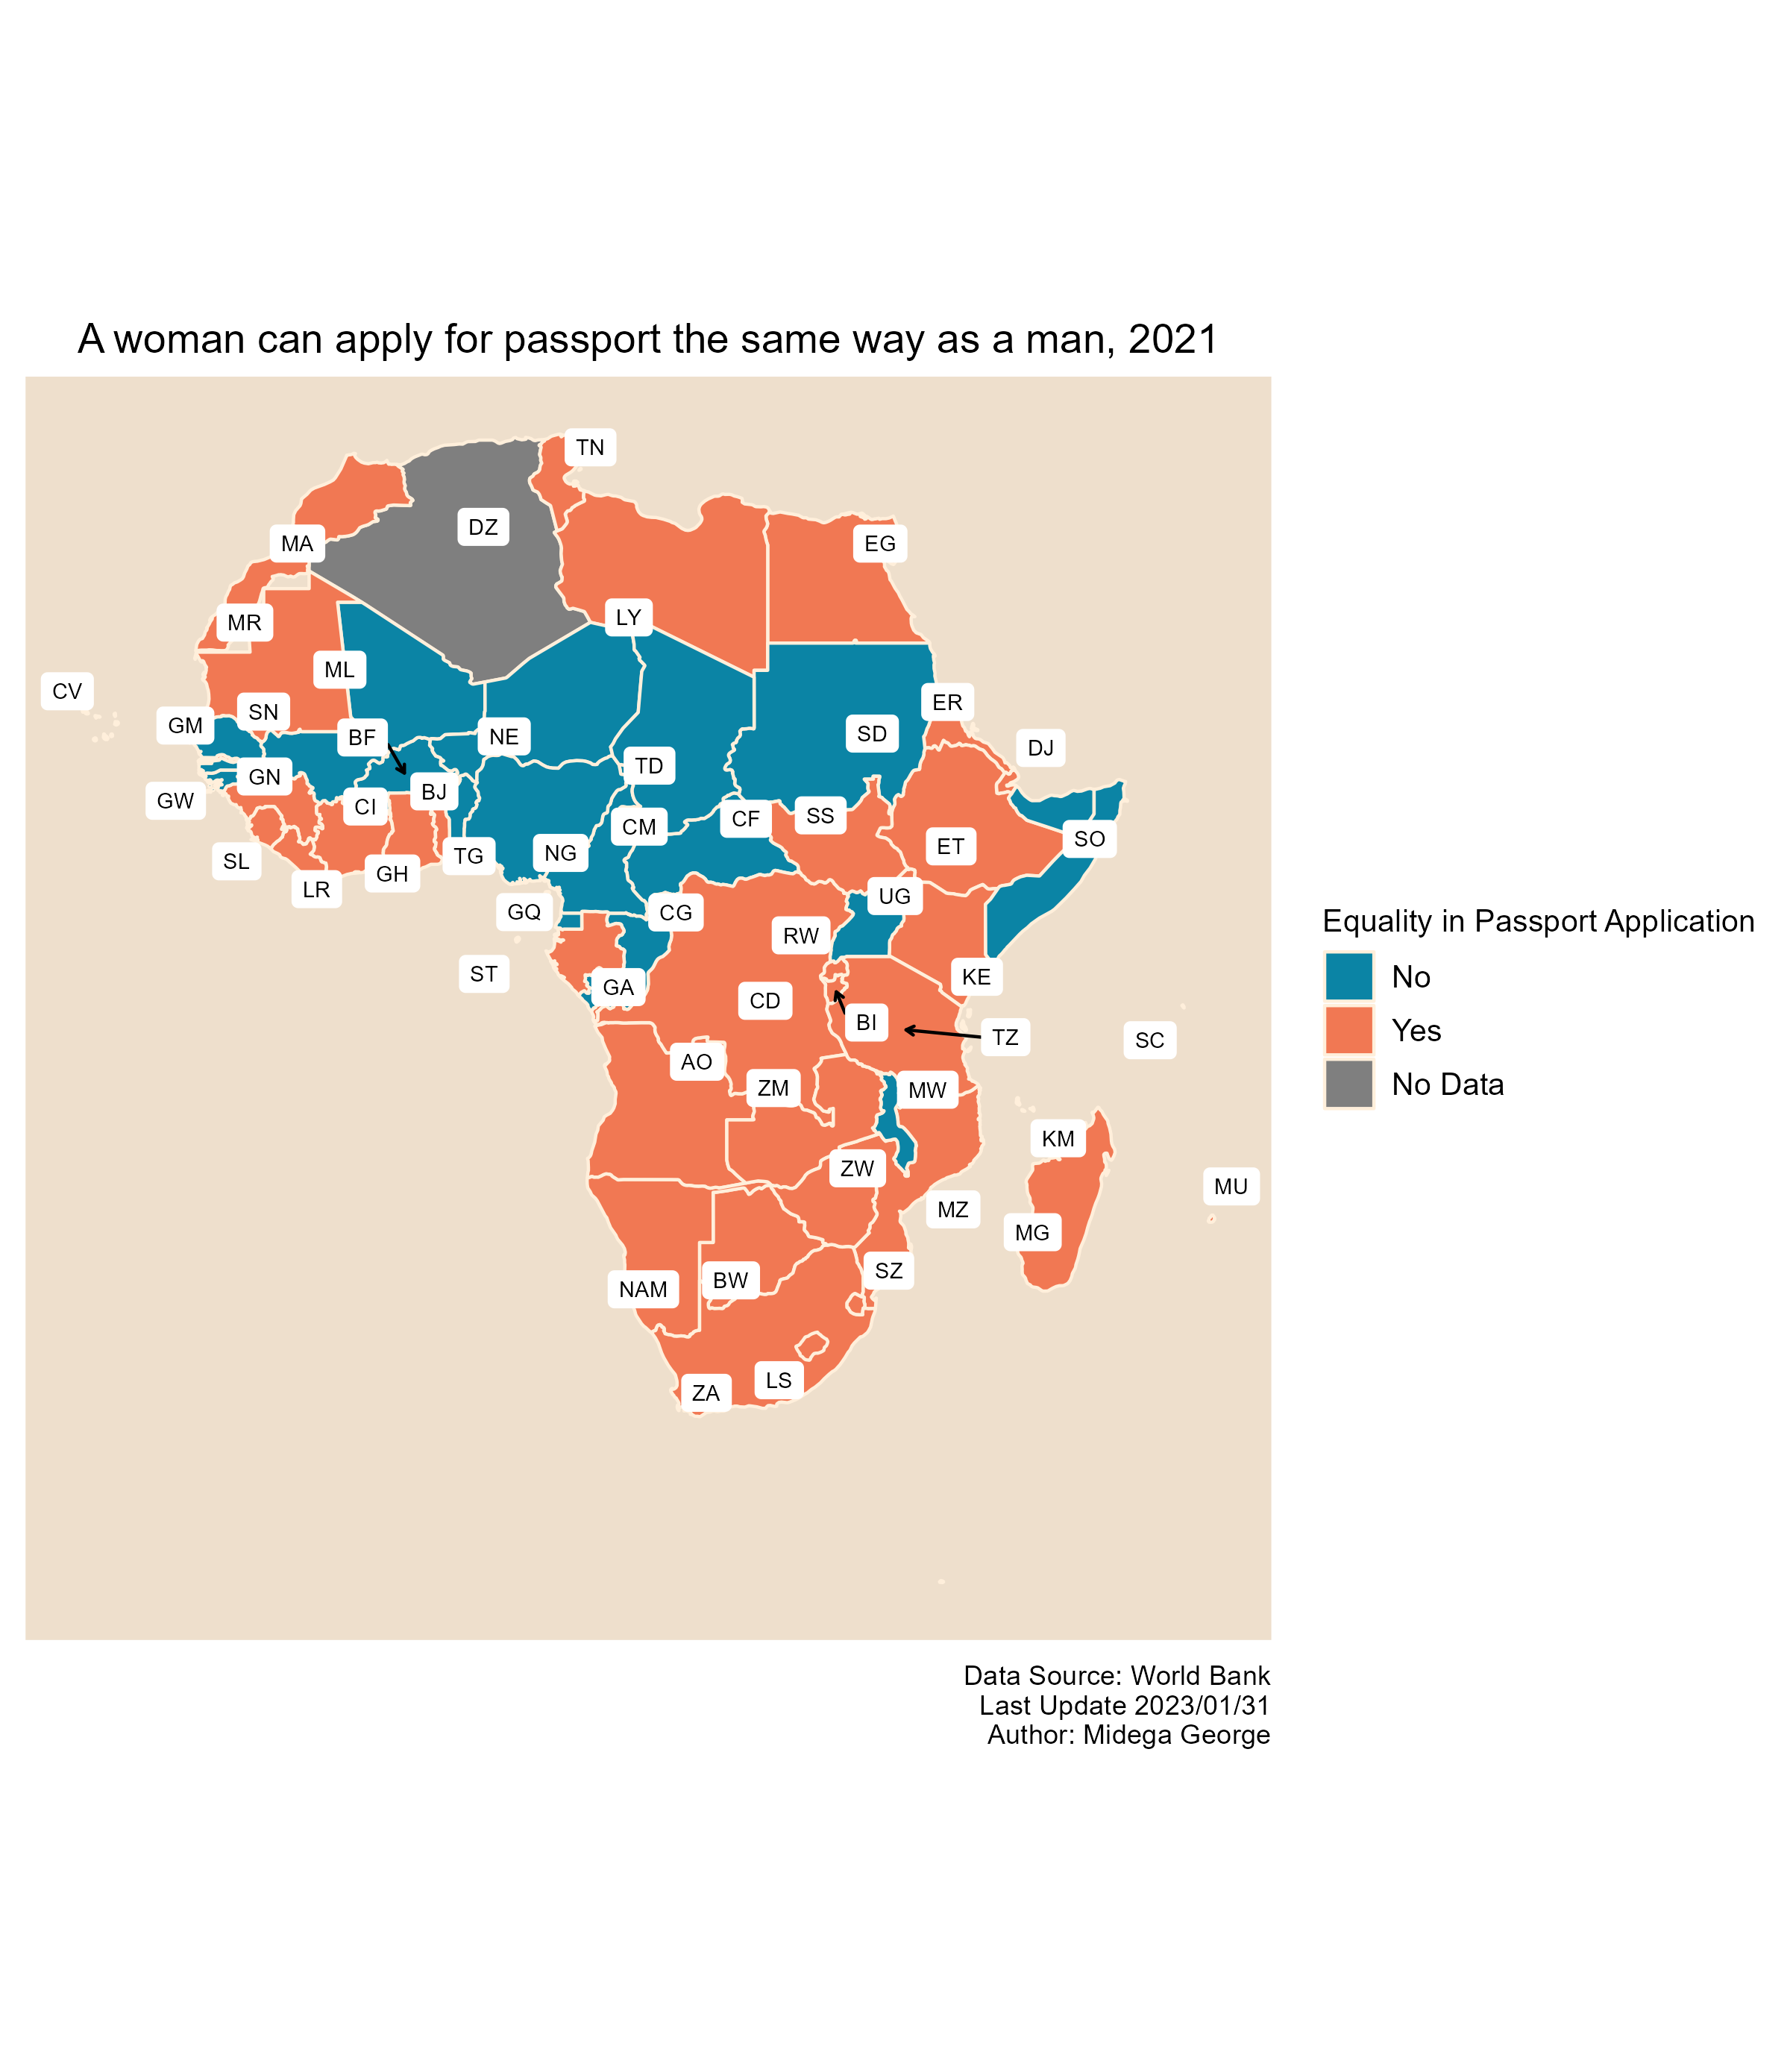 A woman can apply for passport the same way as a man, 2021
TN
DZ
MA
EG
LY
MR
ML
CV
SN
ER
GM
BF
NE
SD
DJ
TD
GN
BJ
GW
CI
CM
CF
SS
SO
ET
TG
NG
SL
GH
LR
UG
GQ
CG
RW
ST
KE
GA
CD
BI
TZ
SC
AO
ZM
MW
KM
ZW
MU
MZ
MG
SZ
BW
NAM
LS
ZA
Equality in Passport Application
No
Yes
No Data
Data Source: World Bank
Last Update 2023/01/31
Author: Midega George